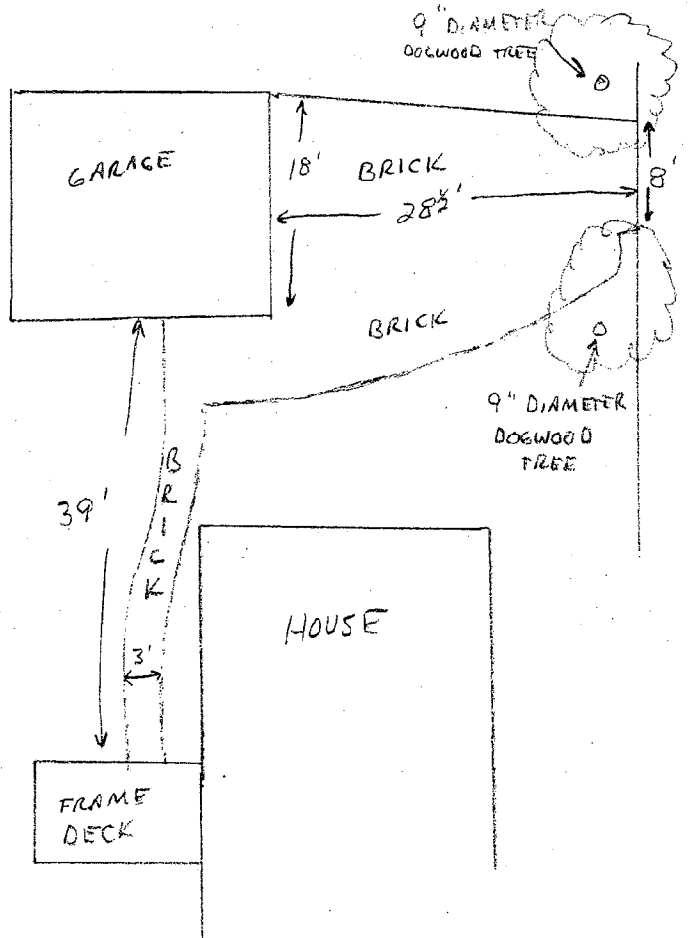 9" DIAMETER
DOGWOOD TREE
GARAGE
18'
BRICK
28½'
8'
BRICK
9" DIAMETER
DOGWOOD
TREE
BRICK
39'
HOUSE
3'
FRAME
DECK